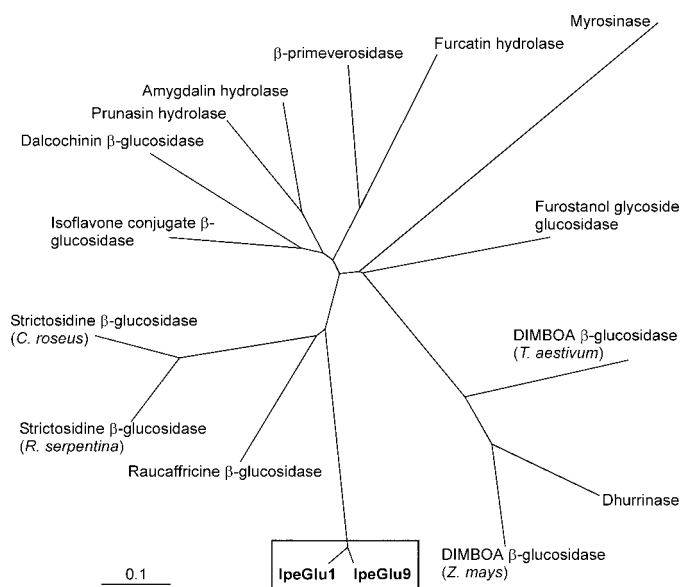 Myrosinase
β-primeverosidase
Furcatin hydrolase
Amygdalin hydrolase
Prunasin hydrolase
Dalcochinin β-glucosidase
Isoflavone conjugate β-
glucosidase
Furostanol glycoside
glucosidase
Strictosidine β-glucosidase
(C. roseus)
DIMBOA β-glucosidase
(T. aestivum)
Strictosidine β-glucosidase
(R. serpentina)
Raucaffricine β-glucosidase
Dhurrinase
DIMBOA β-glucosidase
(Z. mays)
IpeGlu1 IpeGlu9
0.1